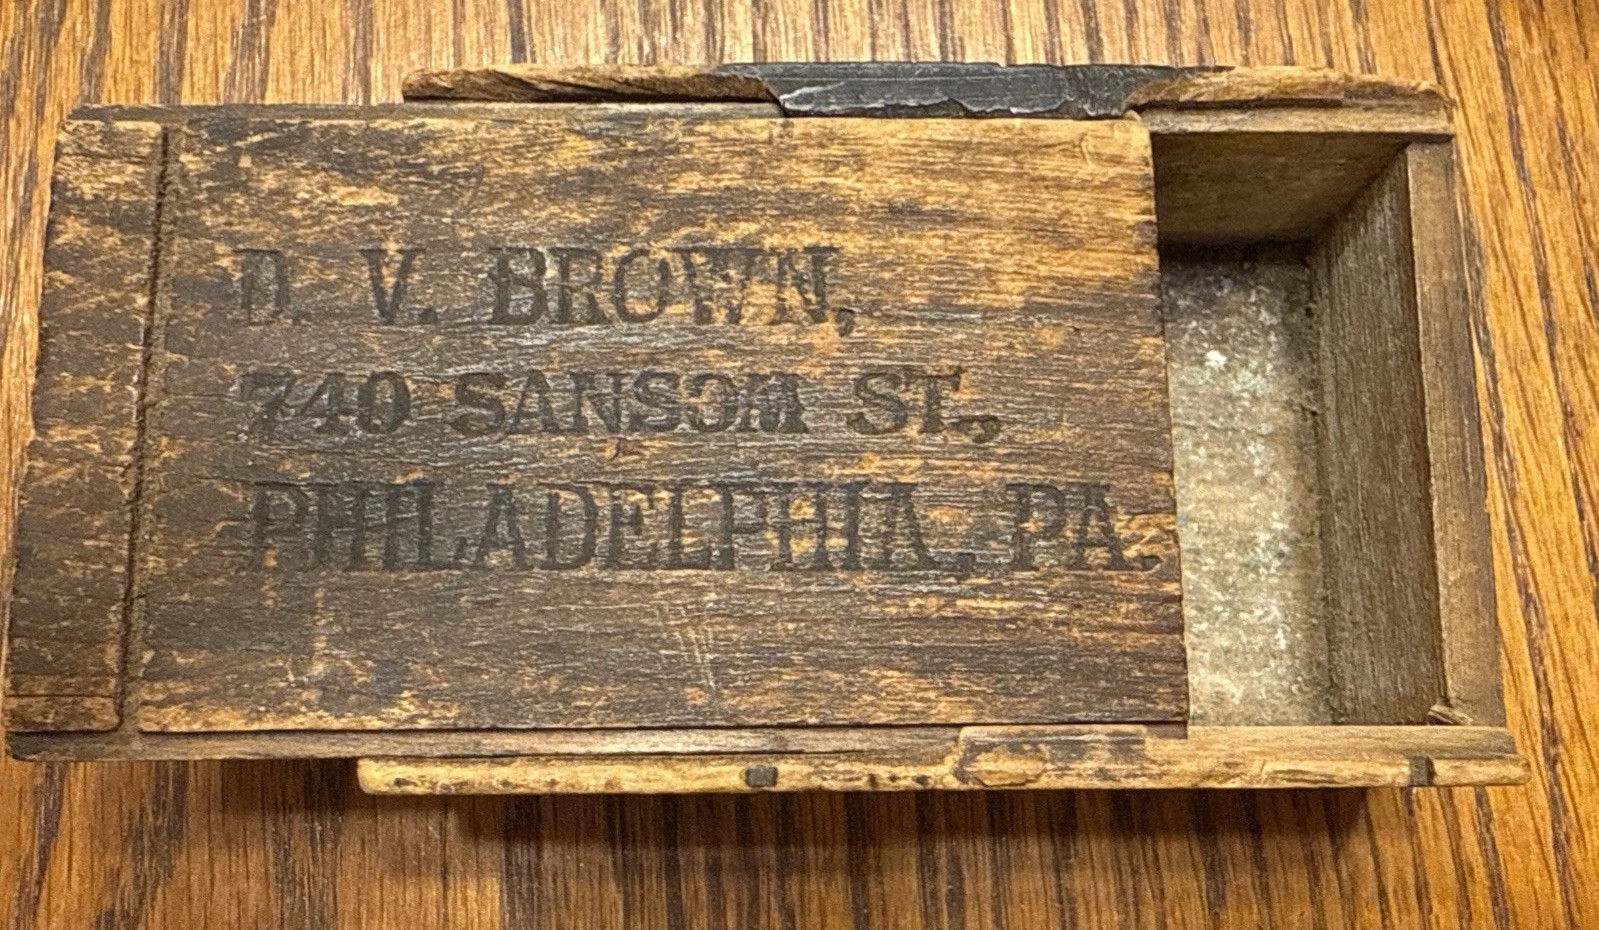 D. V. BROWN,
740 SANSOM ST.,
PHILADELPHIA, PA.